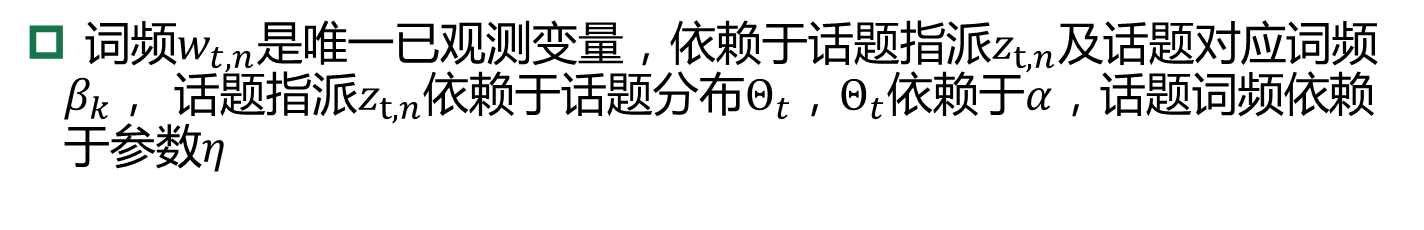 词频w_{t,n}是唯一已观测变量，依赖于话题指派z_{t,n}及话题对应词频
β_k， 话题指派z_{t,n}依赖于话题分布Θ_t，Θ_t依赖于α，话题词频依赖
于参数η